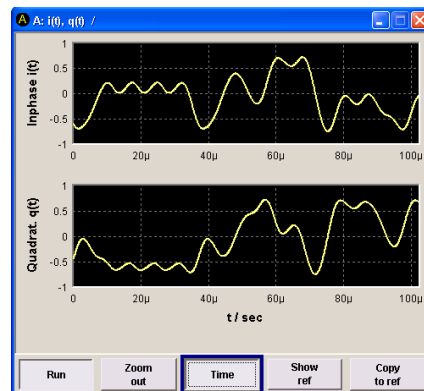 A A: i(t), q(t) /
Inphase i(t)
1
0.5
0
-0.5
-1
0 20µ 40µ 60µ 80µ 100µ
Quadrat. q(t)
1
0.5
0
-0.5
-1
0 20µ 40µ 60µ 80µ 100µ
t / sec
Run
Zoom
out
Time
Show
ref
Copy
to ref